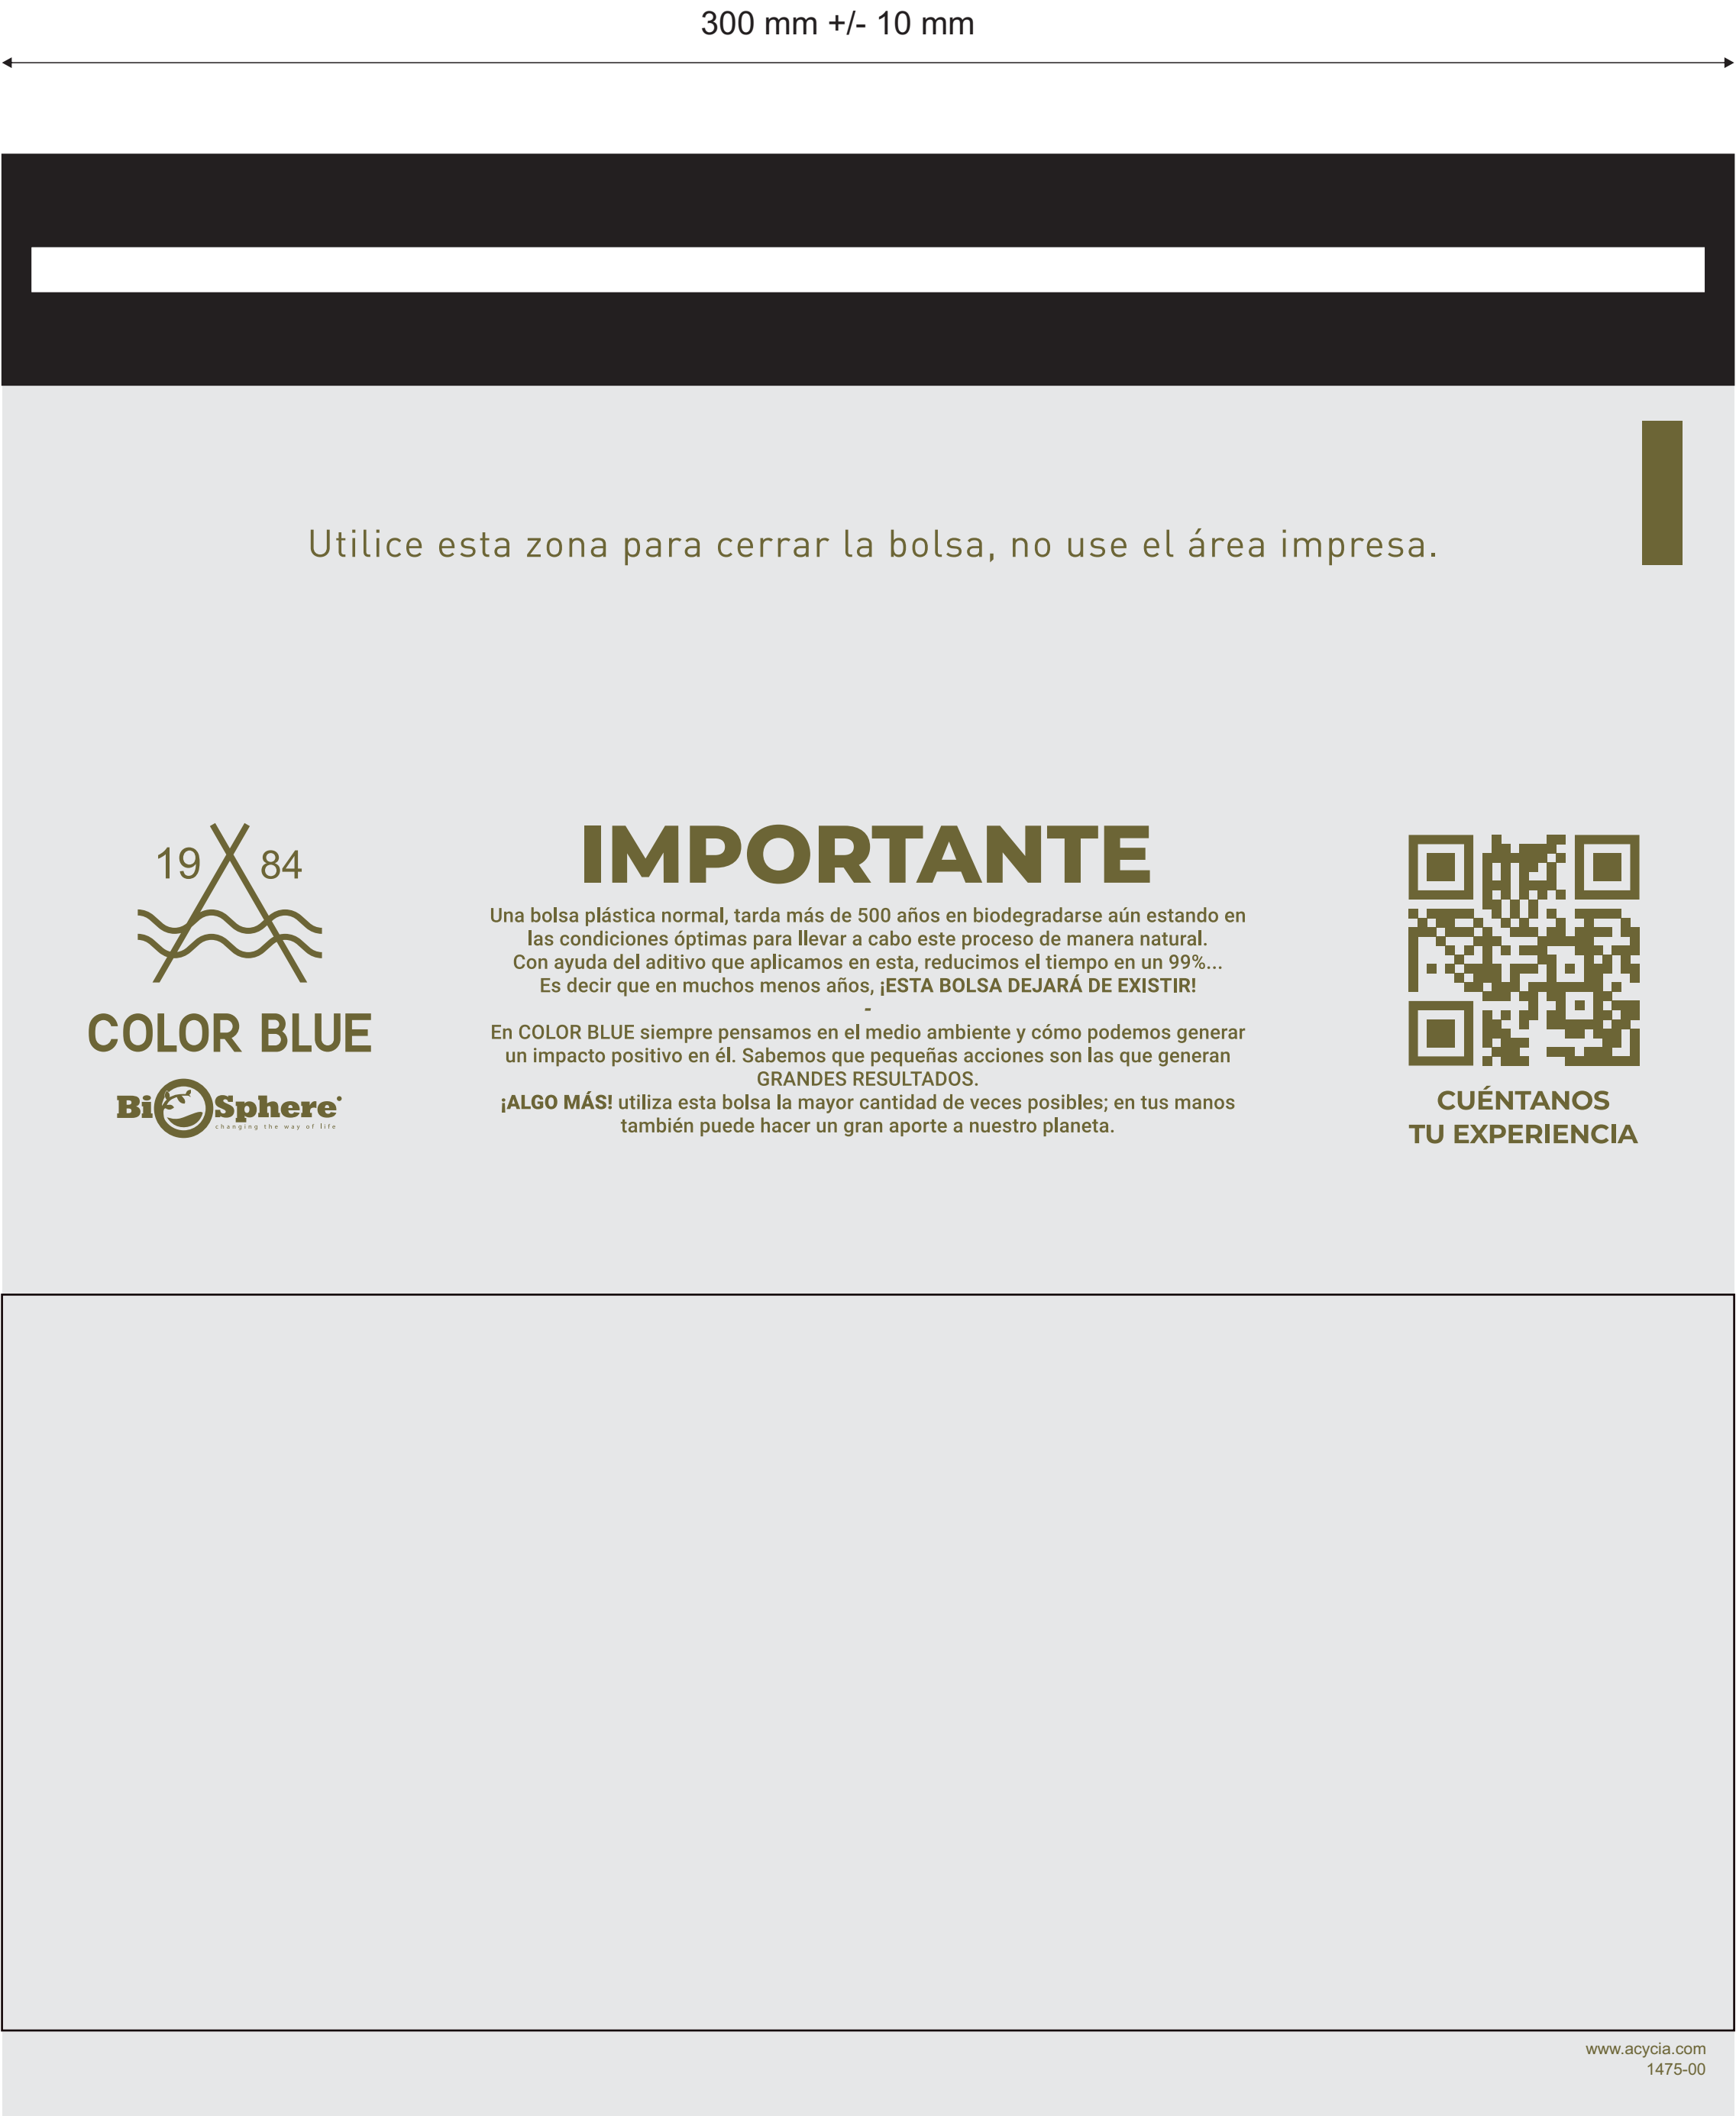 300 mm +/- 10 mm
Utilice esta zona para cerrar la bolsa, no use el área impresa.
19 84
COLOR BLUE
BiOSphere
changing the way of life
IMPORTANTE
Una bolsa plástica normal, tarda más de 500 años en biodegradarse aún estando en
las condiciones óptimas para llevar a cabo este proceso de manera natural.
Con ayuda del aditivo que aplicamos en esta, reducimos el tiempo en un 99%...
Es decir que en muchos menos años, ¡ESTA BOLSA DEJARÁ DE EXISTIR!
-
En COLOR BLUE siempre pensamos en el medio ambiente y cómo podemos generar
un impacto positivo en él. Sabemos que pequeñas acciones son las que generan
GRANDES RESULTADOS.
¡ALGO MÁS! utiliza esta bolsa la mayor cantidad de veces posibles; en tus manos
también puede hacer un gran aporte a nuestro planeta.
CUÉNTANOS
TU EXPERIENCIA
www.acycia.com
1475-00